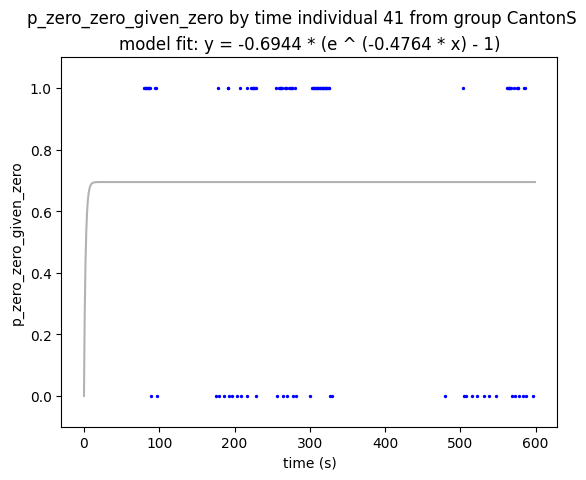 p_zero_zero_given_zero by time individual 41 from group CantonS
model fit: y = -0.6944 * (e ^ (-0.4764 * x) - 1)
p_zero_zero_given_zero
1.0
0.8
0.6
0.4
0.2
0.0
0 100 200 300 400 500 600
time (s)